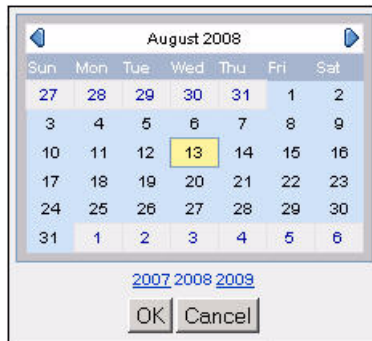 August 2008
Sun Mon Tue Wed Thu Fri Sat
27 28 29 30 31 1 2
3 4 5 6 7 8 9
10 11 12 13 14 15 16
17 18 19 20 21 22 23
24 25 26 27 28 29 30
31 1 2 3 4 5 6
2007 2008 2009
OK Cancel